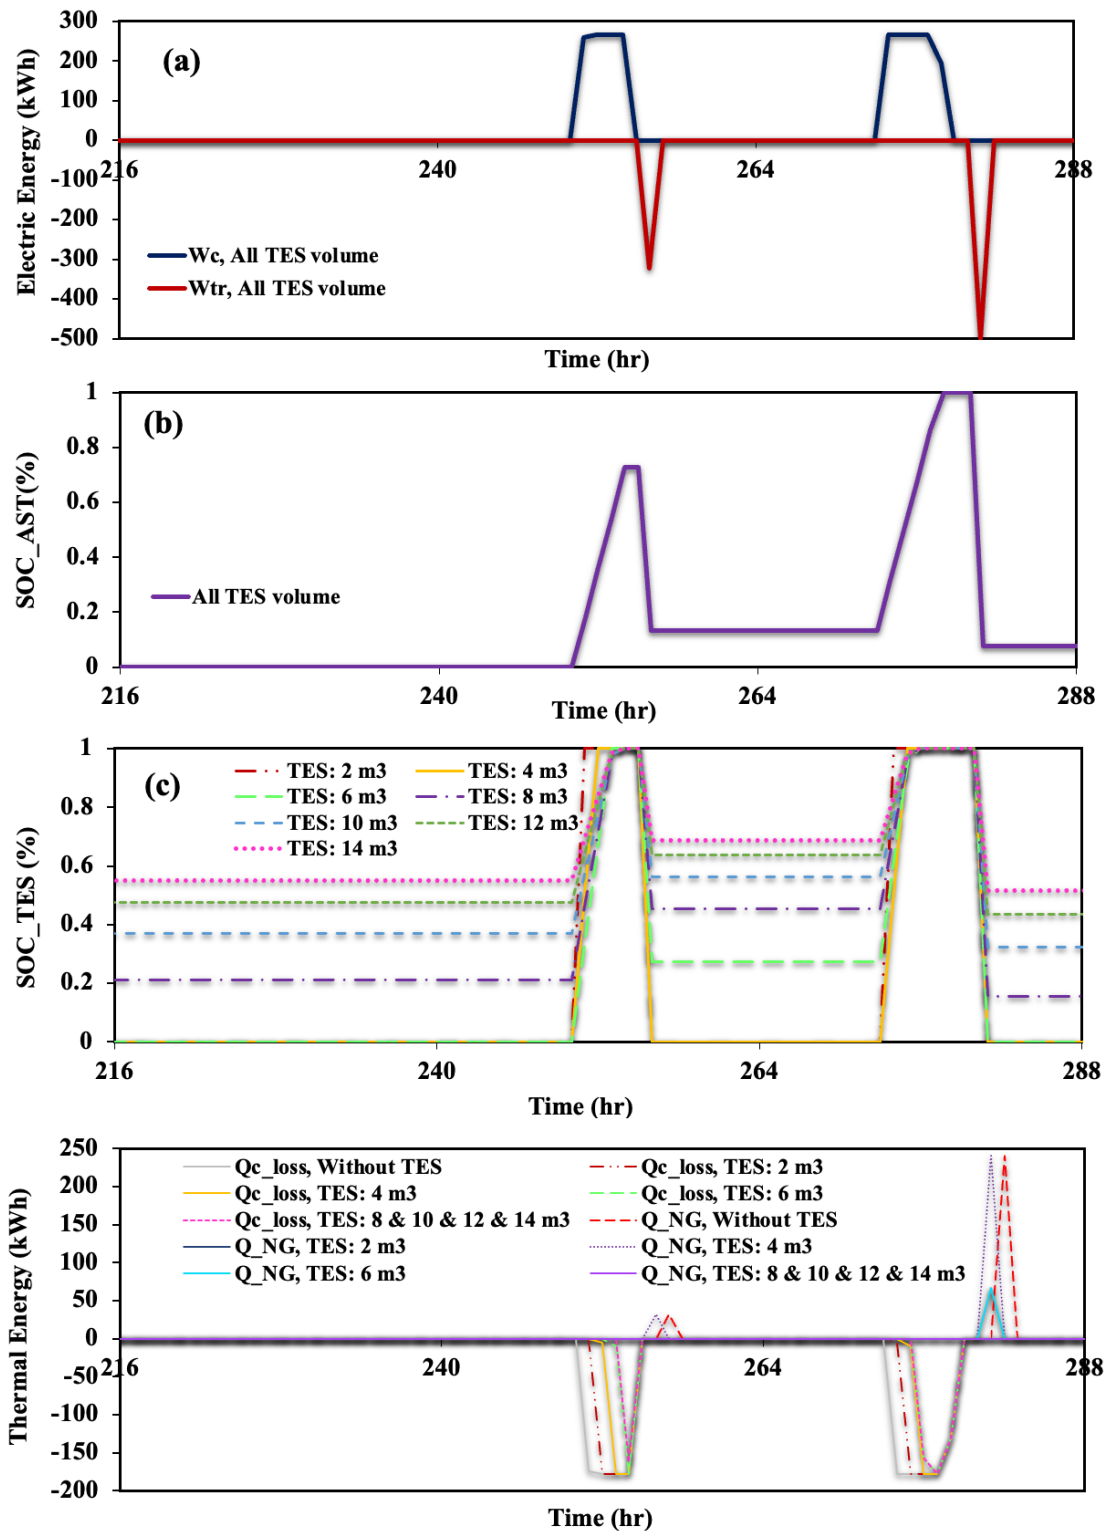 300
200
100
0
-100
-200
-300
-400
-500
Electric Energy (kWh)
(a)
216
240
264
288
Wc, All TES volume
Wtr, All TES volume
Time (hr)
1
0.8
0.6
0.4
0.2
0
SOC_AST(%)
(b)
All TES volume
216
240
264
288
Time (hr)
1
0.8
0.6
0.4
0.2
0
SOC_TES (%)
(c)
TES: 2 m3 TES: 4 m3
TES: 6 m3 TES: 8 m3
TES: 10 m3 TES: 12 m3
TES: 14 m3
216
240
264
288
Time (hr)
250
200
150
100
50
0
-50
-100
-150
-200
Thermal Energy (kWh)
Qc_loss, Without TES Qc_loss, TES: 2 m3
Qc_loss, TES: 4 m3 Qc_loss, TES: 6 m3
Qc_loss, TES: 8 & 10 & 12 & 14 m3 Q_NG, Without TES
Q_NG, TES: 2 m3 Q_NG, TES: 4 m3
Q_NG, TES: 6 m3 Q_NG, TES: 8 & 10 & 12 & 14 m3
216
240
264
288
Time (hr)